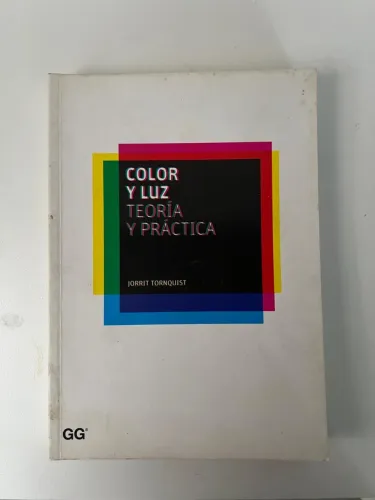 COLOR
Y LUZ
TEORÍA
Y PRÁCTICA
JORRIT TORNQUIST
GG®